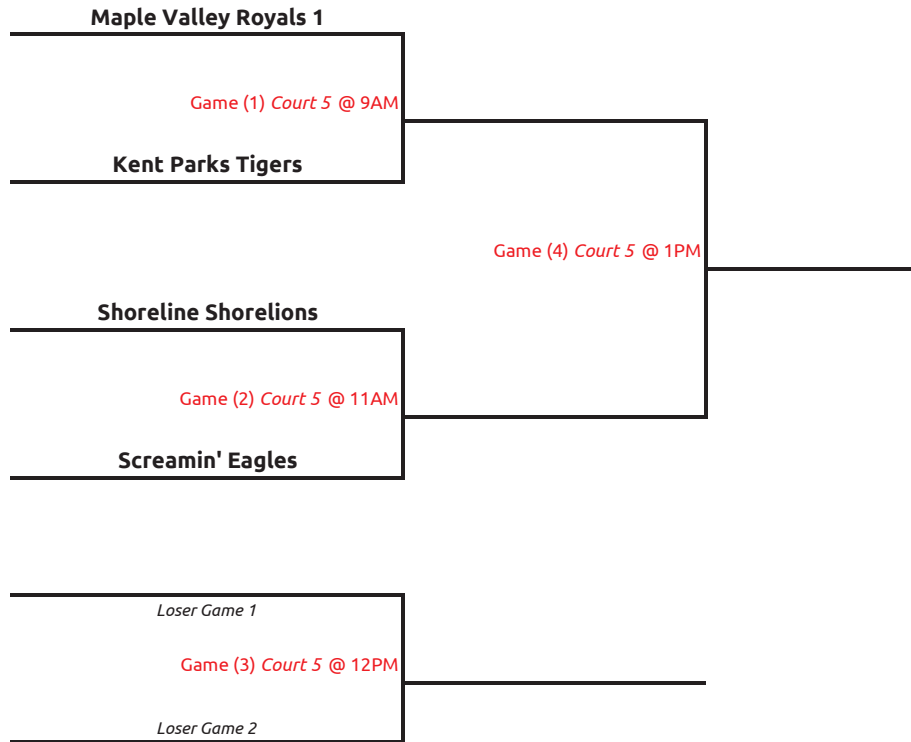 Maple Valley Royals 1
Game (1) Court 5 @ 9AM
Kent Parks Tigers
Game (4) Court 5 @ 1PM
Shoreline Shorelions
Game (2) Court 5 @ 11AM
Screamin' Eagles
Loser Game 1
Game (3) Court 5 @ 12PM
Loser Game 2